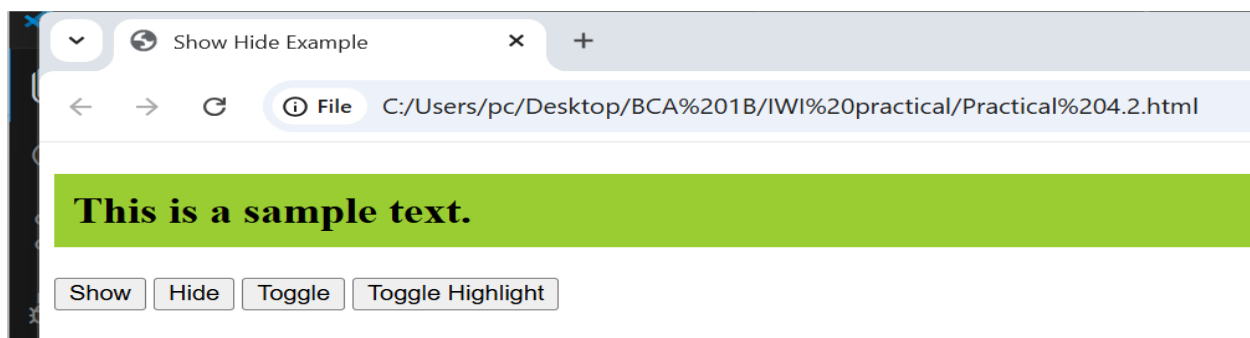 Show Hide Example
File C:/Users/pc/Desktop/BCA%201B/IWI%20practical/Practical%204.2.html
This is a sample text.
Show Hide Toggle Toggle Highlight